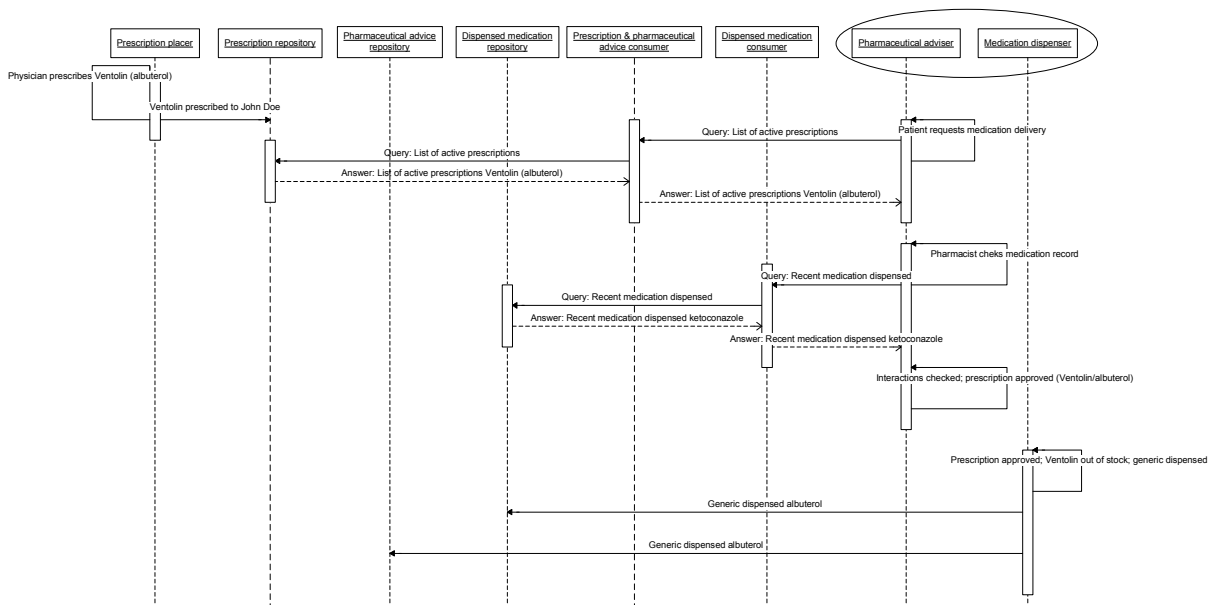 Prescription placer
Prescription repository
Pharmaceutical advice
repository
Dispensed medication
repository
Prescription & pharmaceutical
advice consumer
Dispensed medication
consumer
Pharmaceutical adviser
Medication dispenser
Physician prescribes Ventolin (albuterol)
Ventolin prescribed to John Doe
Patient requests medication delivery
Query: List of active prescriptions
Query: List of active prescriptions
Answer: List of active prescriptions Ventolin (albuterol)
Answer: List of active prescriptions Ventolin (albuterol)
Pharmacist cheks medication record
Query: Recent medication dispensed
Query: Recent medication dispensed
Answer: Recent medication dispensed ketoconazole
Answer: Recent medication dispensed ketoconazole
Interactions checked; prescription approved (Ventolin/albuterol)
Prescription approved; Ventolin out of stock; generic dispensed
Generic dispensed albuterol
Generic dispensed albuterol